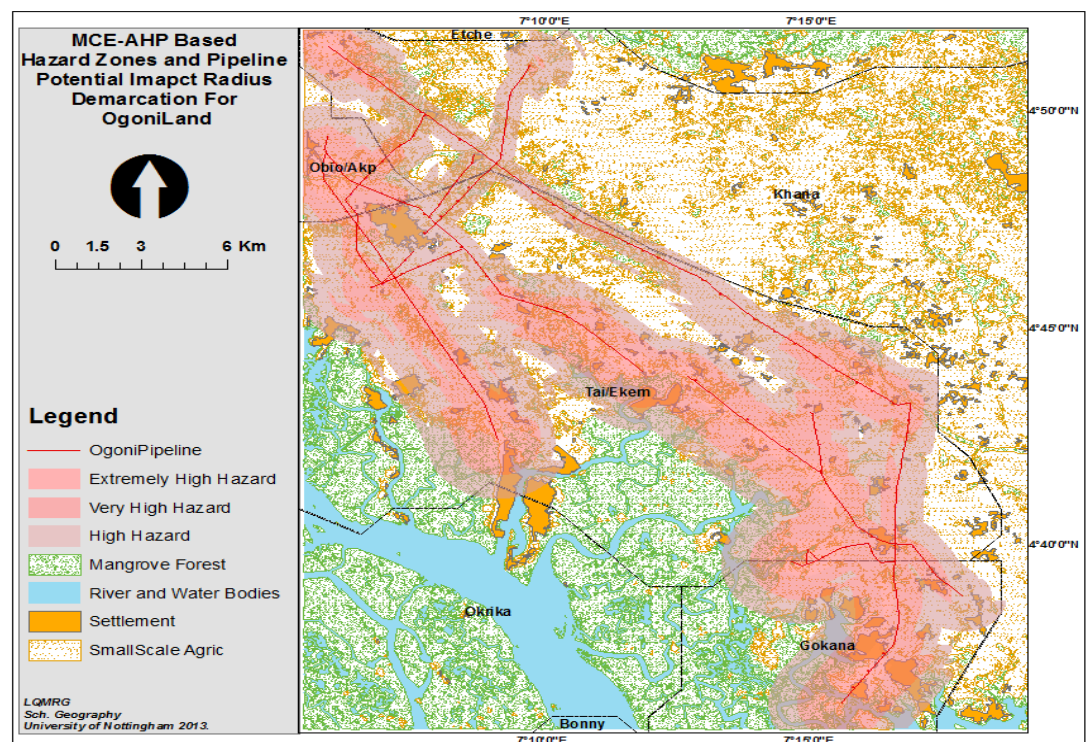 MCE-AHP Based
Hazard Zones and Pipeline
Potential Imapct Radius
Demarcation For
OgoniLand
0 1.5 3 6 Km
Legend
OgoniPipeline
Extremely High Hazard
Very High Hazard
High Hazard
Mangrove Forest
River and Water Bodies
Settlement
SmallScale Agric
LQMRG
Sch. Geography
University of Nottingham 2013.
7°10'0"E 7°15'0"E
Etche
4°50'0"N
Obio/Akp
Khana
4°45'0"N
Tai/Ekem
4°40'0"N
Okrika
Gokana
Bonny
7°10'0"E 7°15'0"E